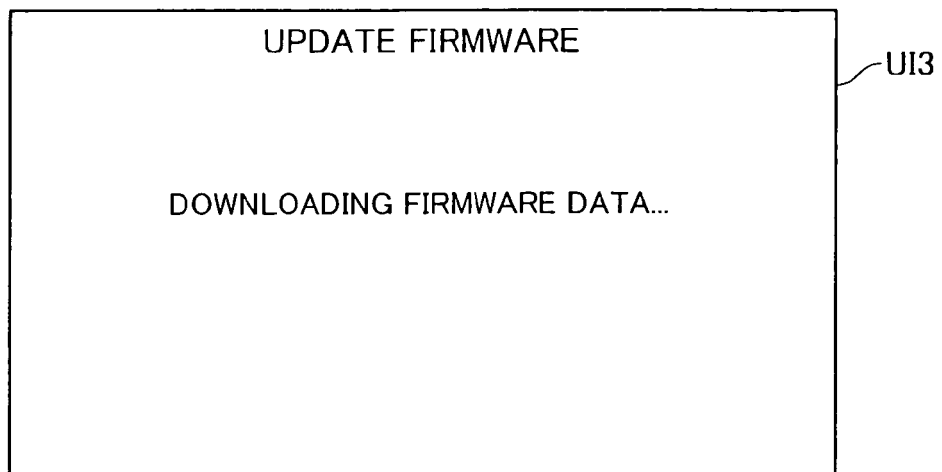 UPDATE FIRMWARE
UI3
DOWNLOADING FIRMWARE DATA...